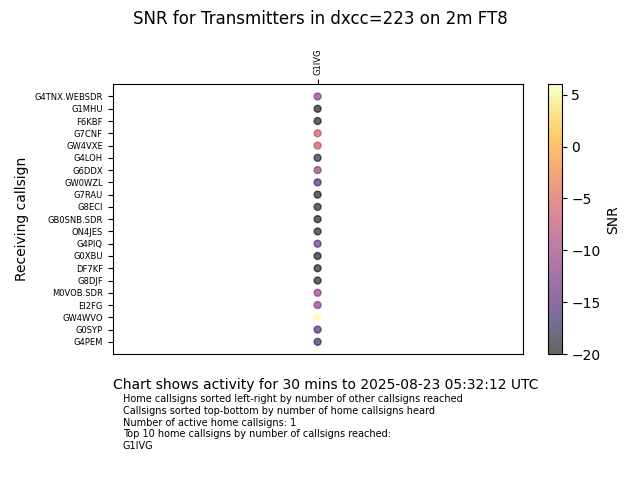 SNR for Transmitters in dxcc=223 on 2m FT8
G1IVG
G4TNX.WEBSDR
G1MHU
F6KBF
G7CNF
GW4VXE
G4LOH
G6DDX
GW0WZL
G7RAU
G8ECI
GB0SNB.SDR
ON4JES
G4PIQ
G0XBU
DF7KF
G8DJF
M0VOB.SDR
EI2FG
GW4WVO
G0SYP
G4PEM
Receiving callsign
5
0
−5
−10
−15
−20
SNR
Chart shows activity for 30 mins to 2025-08-23 05:32:12 UTC
Home callsigns sorted left-right by number of other callsigns reached
Callsigns sorted top-bottom by number of home callsigns heard
Number of active home callsigns: 1
Top 10 home callsigns by number of callsigns reached:
G1IVG